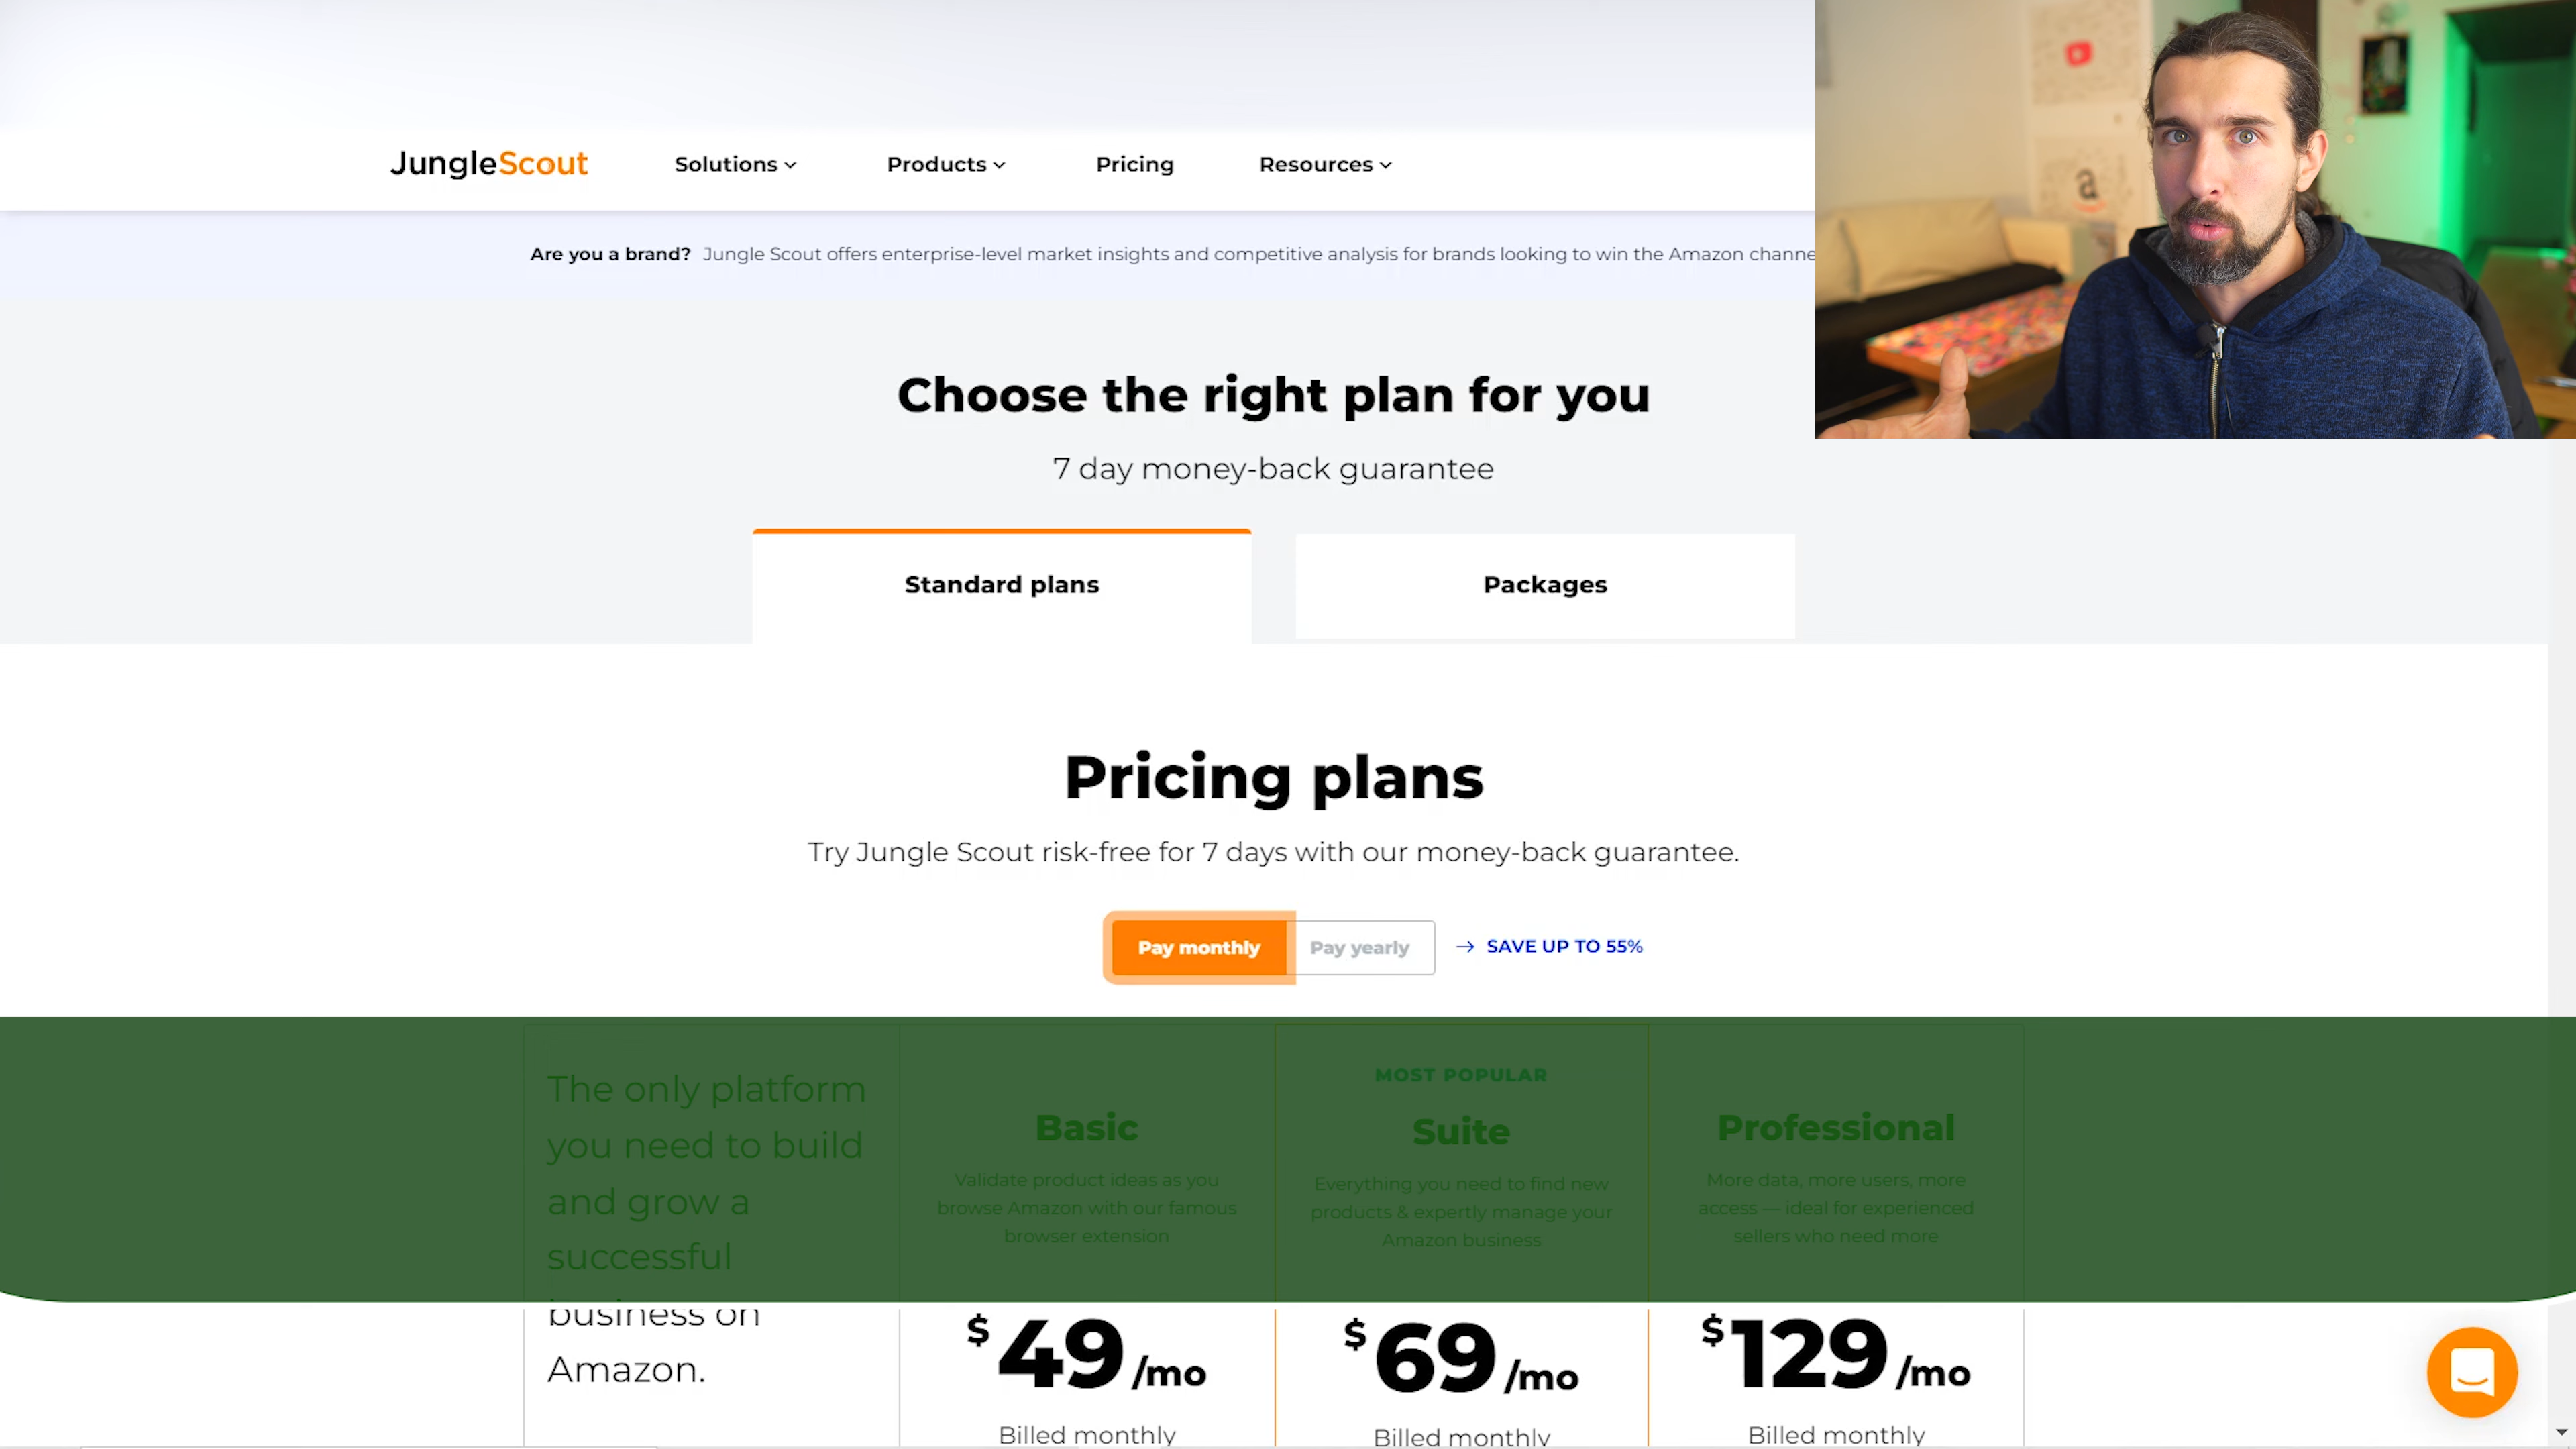 JungleScout
Solutions
Products
Pricing
Resources
Are you a brand? Jungle Scout offers enterprise-level market insights and competitive analysis for brands looking to win the Amazon channe
Choose the right plan for you
7 day money-back guarantee
Standard plans
Packages
Pricing plans
Try Jungle Scout risk-free for 7 days with our money-back guarantee.
Pay monthly
Pay yearly
→ SAVE UP TO 55%
The only platform
you need to build
and grow a
successful
business on
Amazon.
Basic
Validate product ideas as you
browse Amazon with our famous
browser extension
$49/mo
Billed monthly
MOST POPULAR
Suite
Everything you need to find new
products & expertly manage your
Amazon business
$69/mo
Billed monthly
Professional
More data, more users, more
access — ideal for experienced
sellers who need more
$129/mo
Billed monthly
a